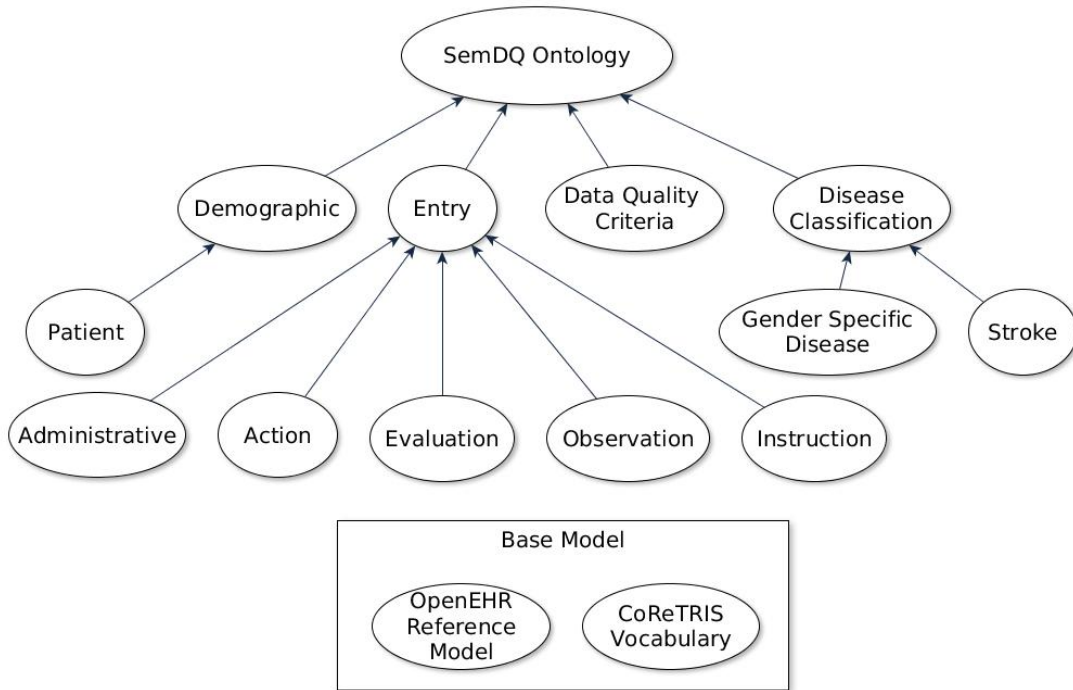 SemDQ Ontology
Demographic
Entry
Data Quality
Criteria
Disease
Classification
Patient
Gender Specific
Disease
Stroke
Administrative
Action
Evaluation
Observation
Instruction
Base Model
OpenEHR
Reference
Model
CoReTRIS
Vocabulary